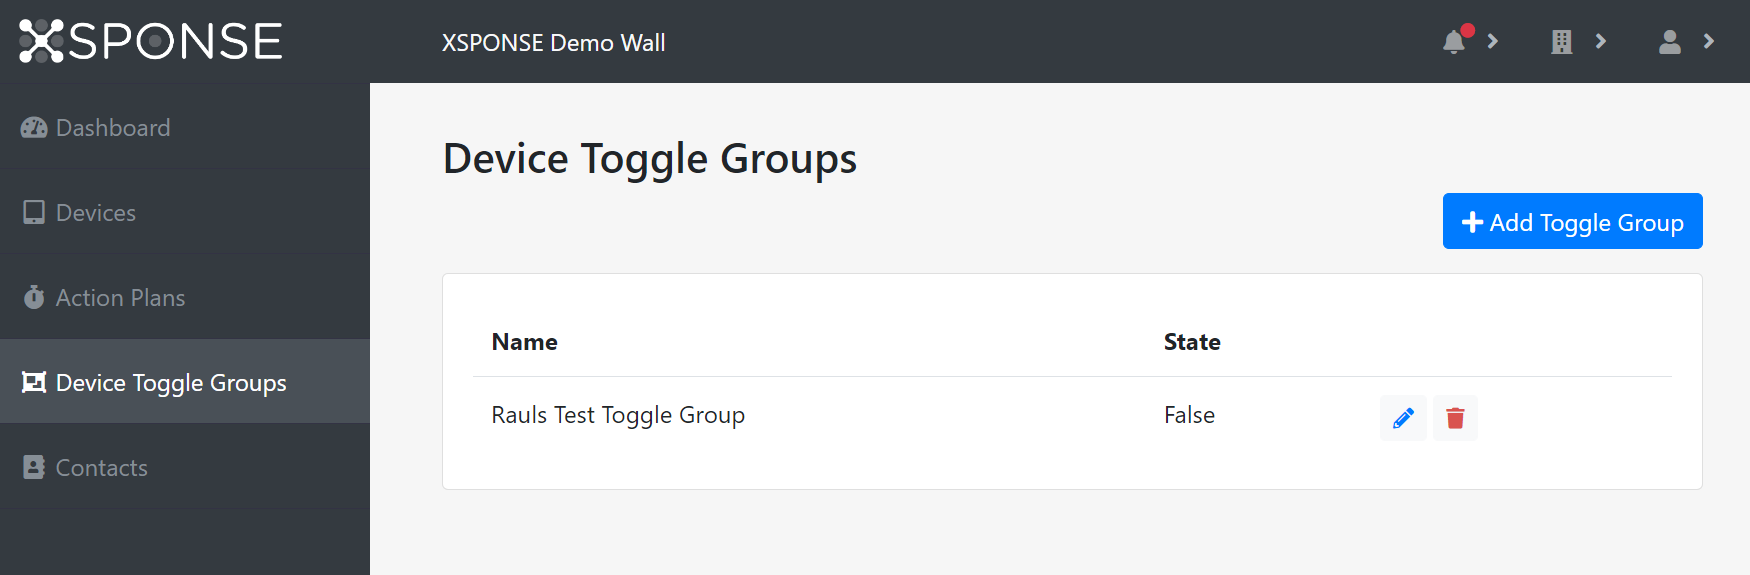 XSPONSE
XSPONSE Demo Wall
Dashboard
Devices
Action Plans
Device Toggle Groups
Contacts
Device Toggle Groups
Add Toggle Group
Name State
Rauls Test Toggle Group False